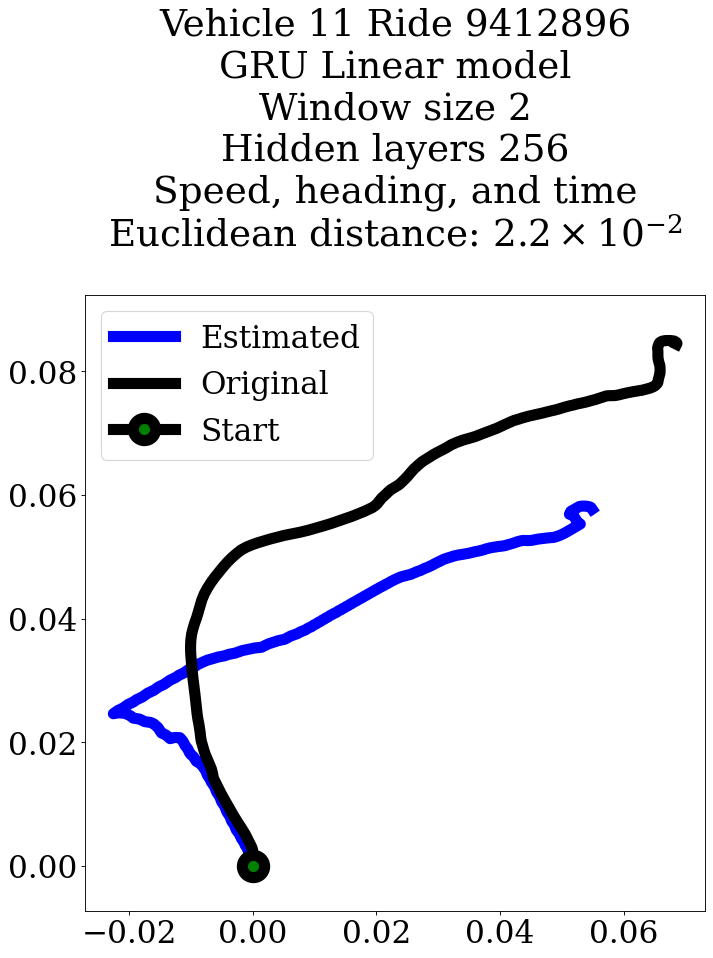 Vehicle 11 Ride 9412896
GRU Linear model
Window size 2
Hidden layers 256
Speed, heading, and time
Euclidean distance: 2.2 × 10⁻²
Estimated
Original
Start
0.08
0.06
0.04
0.02
0.00
−0.02 0.00 0.02 0.04 0.06